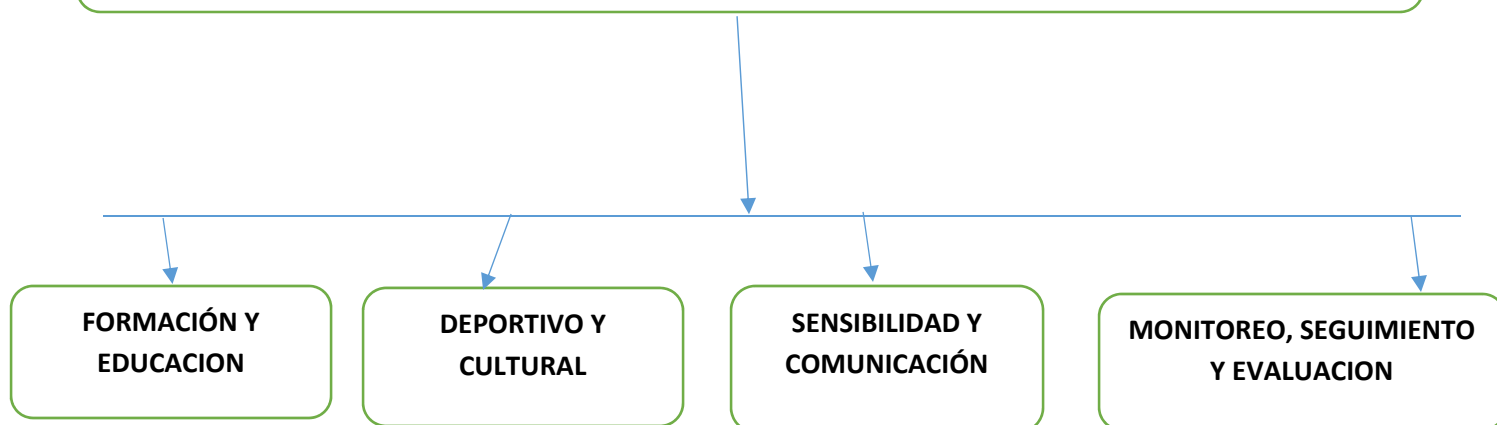 FORMACIÓN Y
EDUCACION
DEPORTIVO Y
CULTURAL
SENSIBILIDAD Y
COMUNICACIÓN
MONITOREO, SEGUIMIENTO
Y EVALUACION